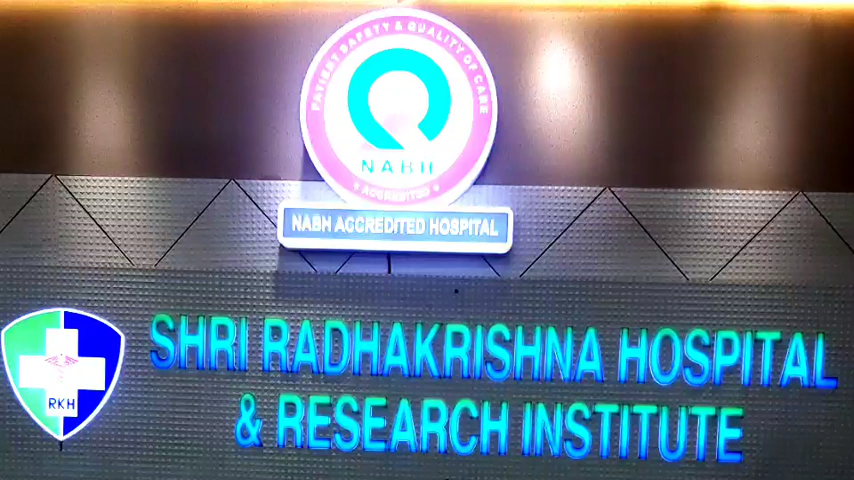 PATIENT SAFETY & QUALITY OF CARE
NABH
ACCREDITED
NABH ACCREDITED HOSPITAL
SHRI RADHAKRISHNA HOSPITAL
& RESEARCH INSTITUTE
RKH